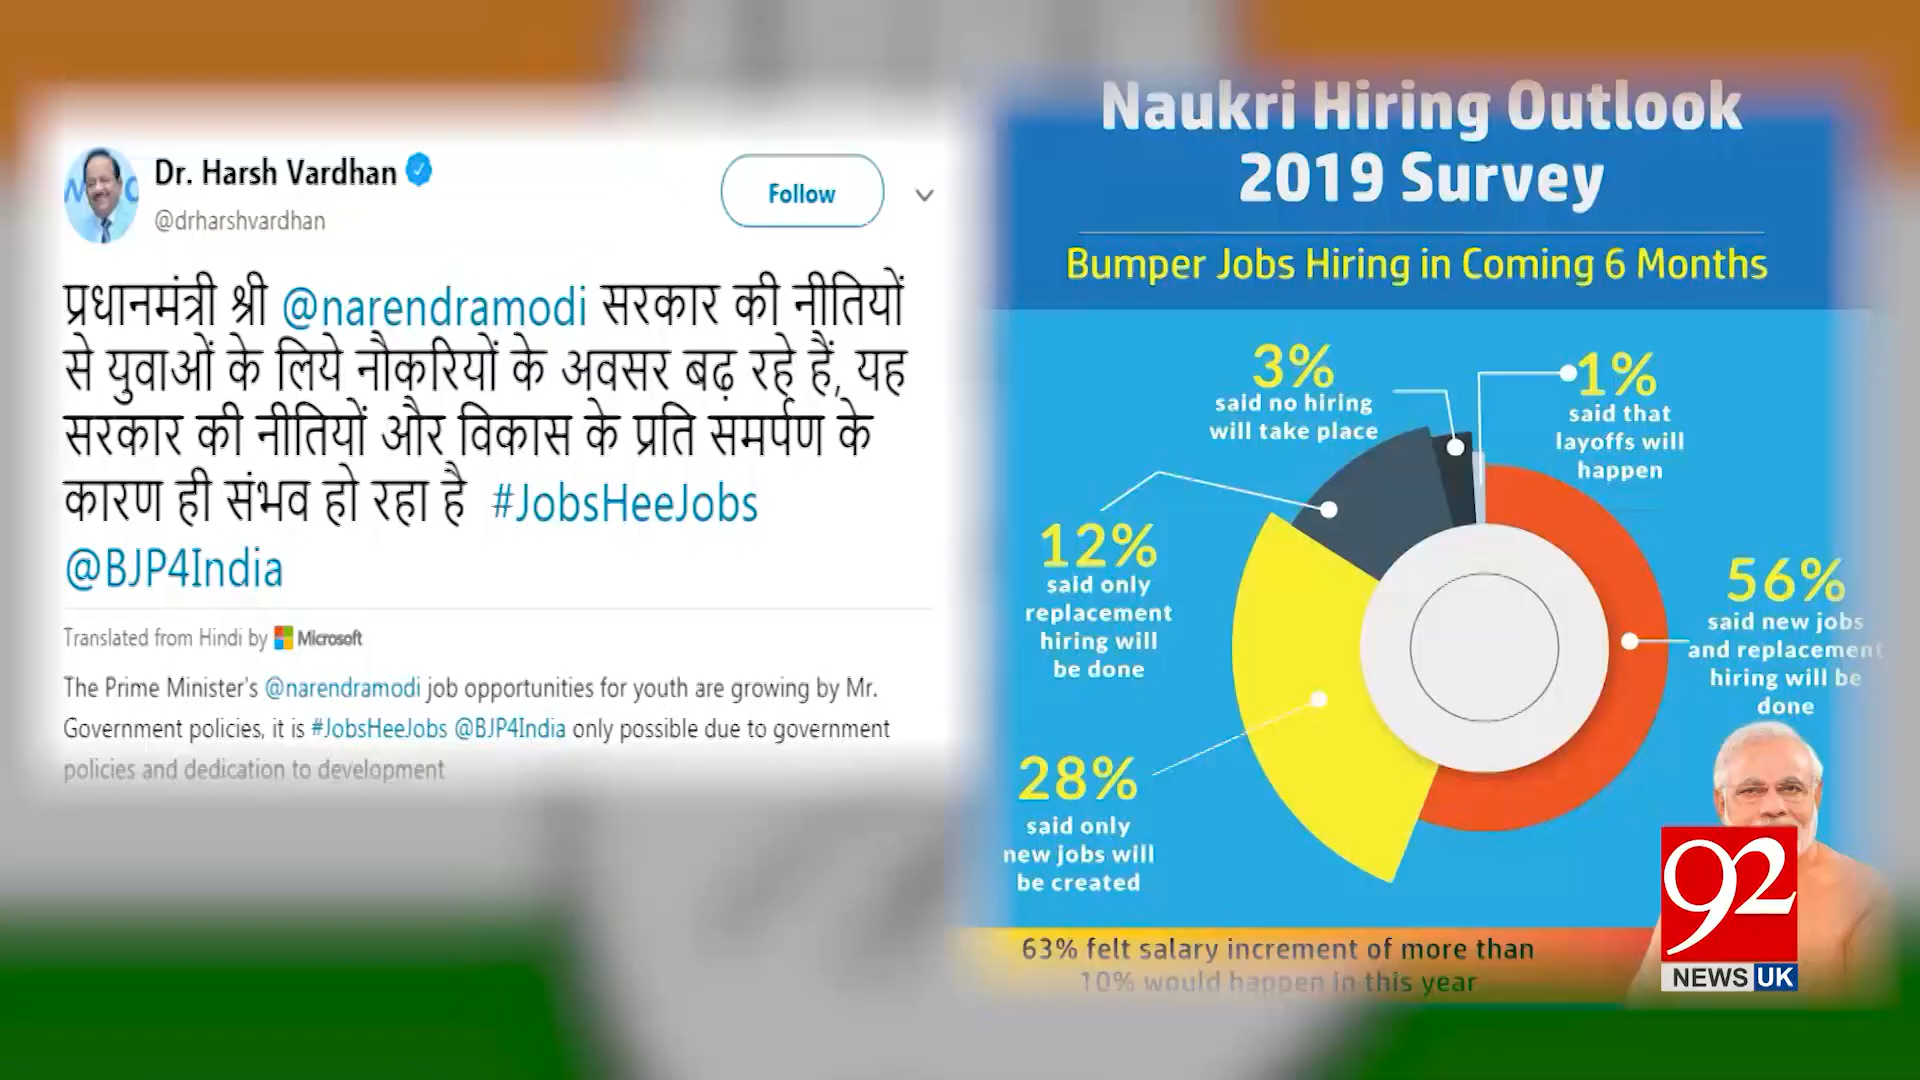 Dr. Harsh Vardhan
@drharshvardhan
Follow
प्रधानमंत्री श्री @narendramodi सरकार की नीतियों
से युवाओं के लिये नौकरियों के अवसर बढ़ रहे हैं, यह
सरकार की नीतियों और विकास के प्रति समर्पण के
कारण ही संभव हो रहा है #JobsHeeJobs
@BJP4India
Translated from Hindi by Microsoft
The Prime Minister's @narendramodi job opportunities for youth are growing by Mr.
Government policies, it is #JobsHeeJobs @BJP4India only possible due to government
policies and dedication to development
Naukri Hiring Outlook
2019 Survey
Bumper Jobs Hiring in Coming 6 Months
3%
said no hiring
will take place
1%
said that
layoffs will
happen
12%
said only
replacement
hiring will
be done
56%
said new jobs
and replacement
hiring will be
done
28%
said only
new jobs will
be created
63% felt salary increment of more than
10% would happen in this year
92
NEWS UK